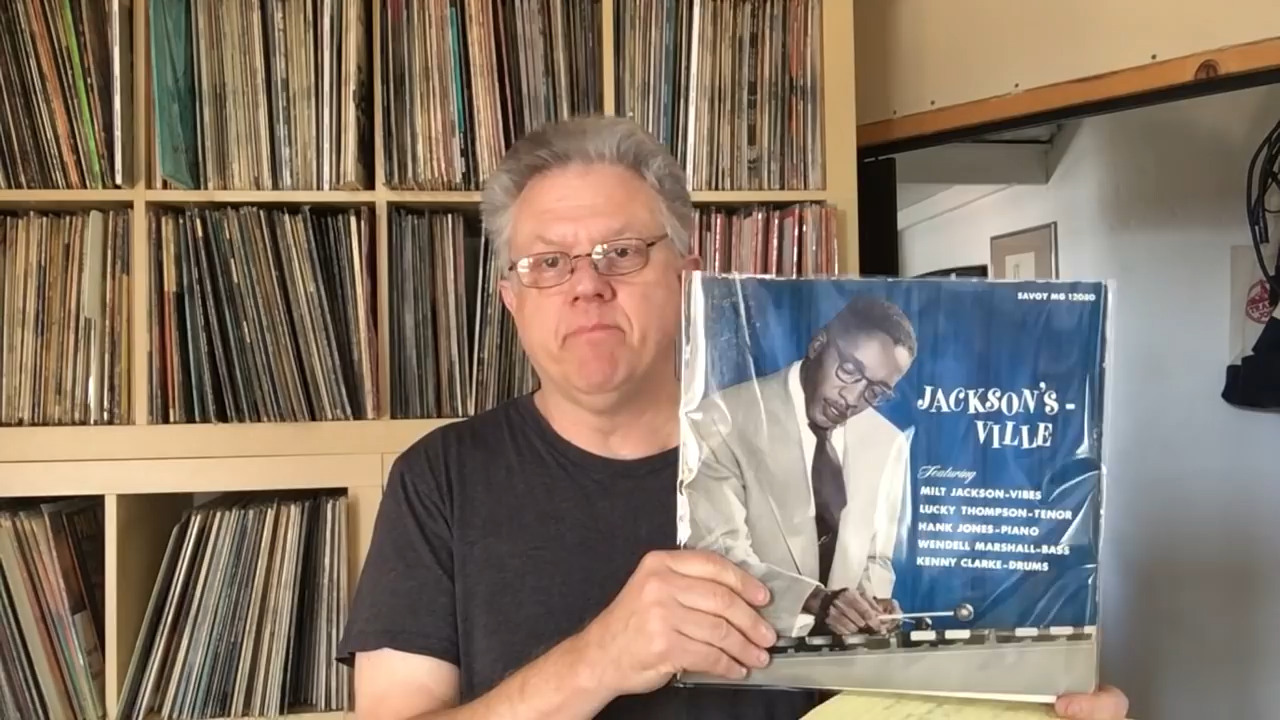 SAVOY MG 12080
JACKSON'S-
VILLE
Featuring
MILT JACKSON-VIBES
LUCKY THOMPSON-TENOR
HANK JONES-PIANO
WENDELL MARSHALL-BASS
KENNY CLARKE-DRUMS